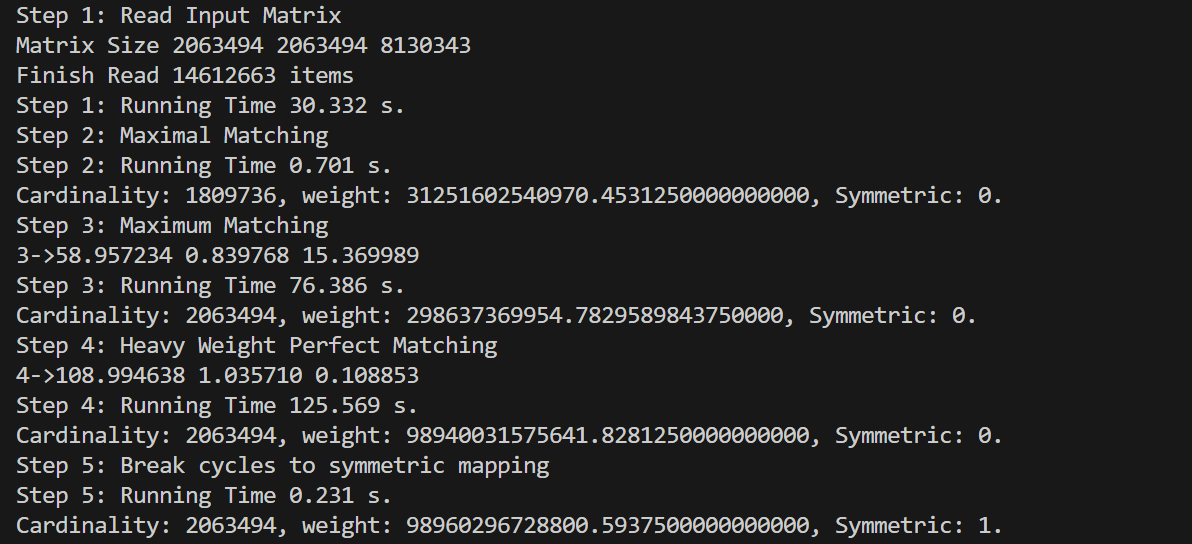 Step 1: Read Input Matrix
Matrix Size 2063494 2063494 8130343
Finish Read 14612663 items
Step 1: Running Time 30.332 s.
Step 2: Maximal Matching
Step 2: Running Time 0.701 s.
Cardinality: 1809736, weight: 31251602540970.4531250000000000, Symmetric: 0.
Step 3: Maximum Matching
3->58.957234 0.839768 15.369989
Step 3: Running Time 76.386 s.
Cardinality: 2063494, weight: 298637369954.7829589843750000, Symmetric: 0.
Step 4: Heavy Weight Perfect Matching
4->108.994638 1.035710 0.108853
Step 4: Running Time 125.569 s.
Cardinality: 2063494, weight: 98940031575641.8281250000000000, Symmetric: 0.
Step 5: Break cycles to symmetric mapping
Step 5: Running Time 0.231 s.
Cardinality: 2063494, weight: 98960296728800.5937500000000000, Symmetric: 1.